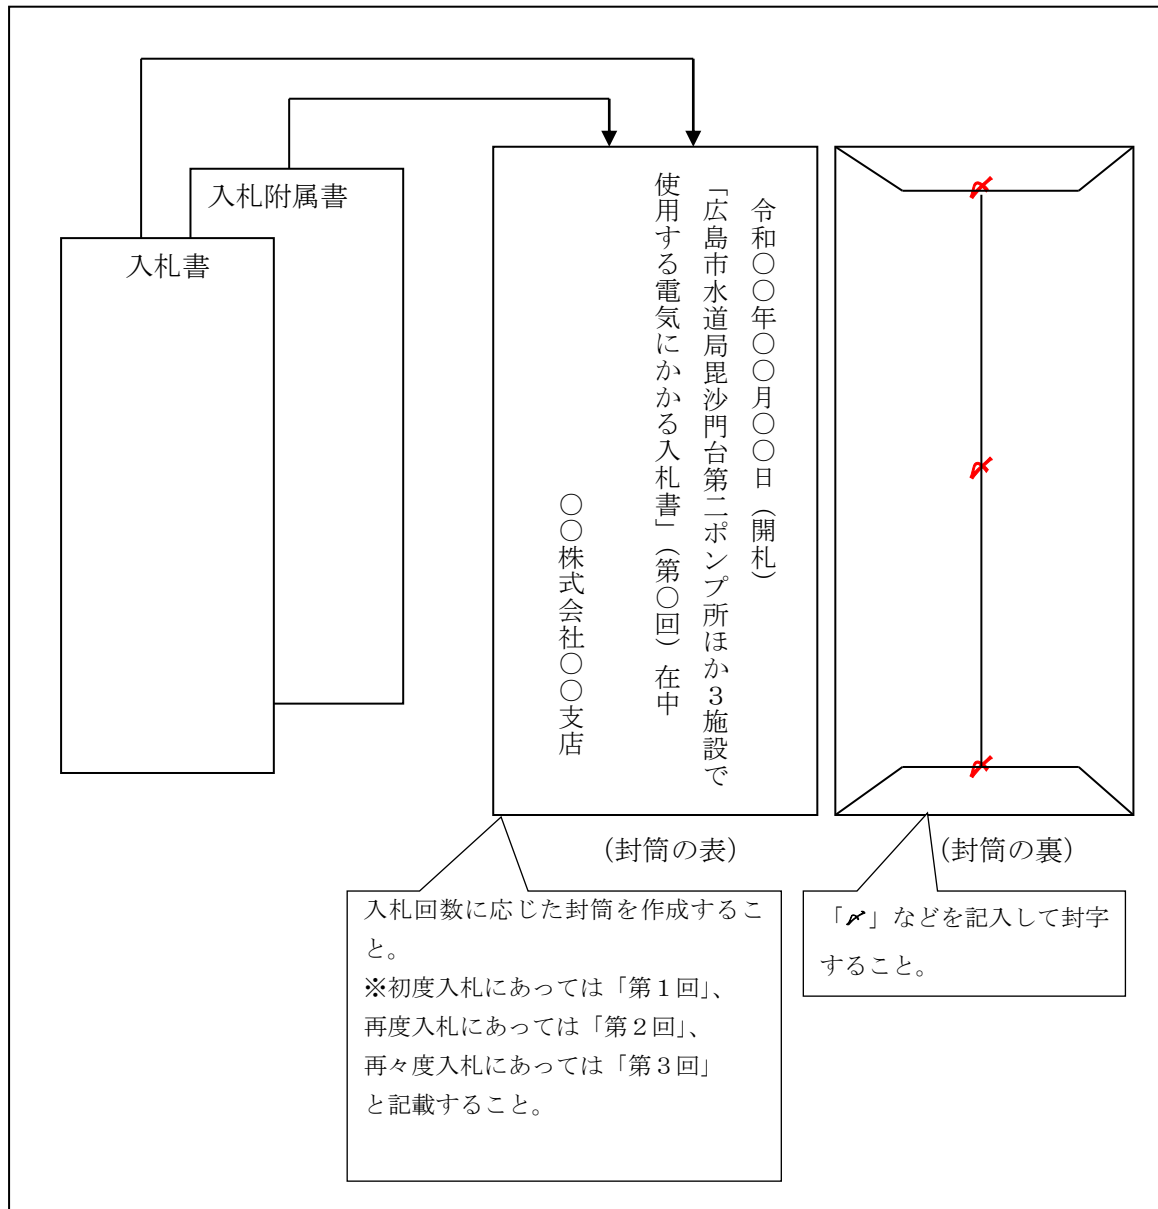 入札附属書
入札書
令和〇〇年〇〇月〇〇日（開札）
「広島市水道局毘沙門台第二ポンプ所ほか３施設で
使用する電気にかかる入札書」（第〇回）在中
〇〇株式会社〇〇支店
〆
〆
〆
（封筒の表）
（封筒の裏）
入札回数に応じた封筒を作成するこ
と。
※初度入札にあっては「第１回」、
再度入札にあっては「第２回」、
再々度入札にあっては「第３回」
と記載すること。
「〆」などを記入して封字
すること。